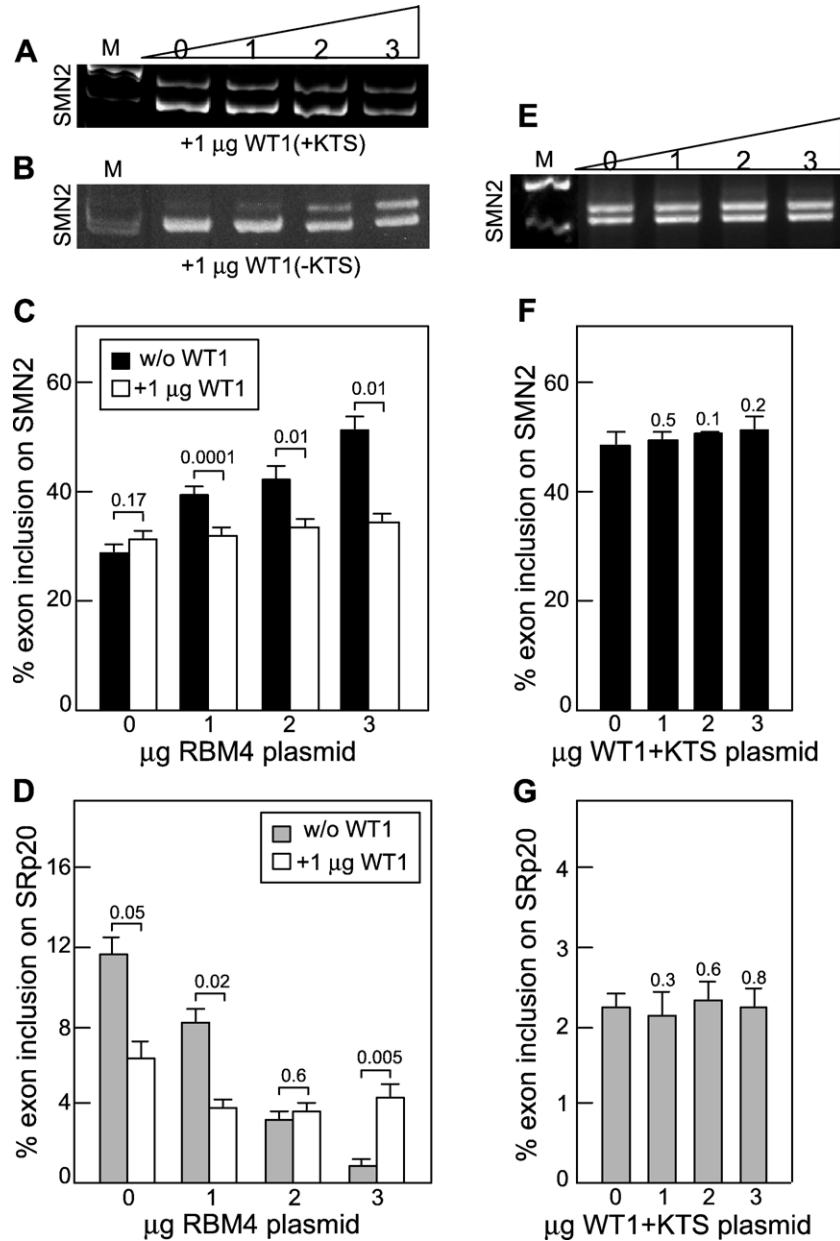 A
M
0 1 2 3
SMN2
+1 µg WT1(+KTS)
B
M
SMN2
+1 µg WT1(-KTS)
E
M
0 1 2 3
SMN2
C
% exon inclusion on SMN2
60
40
20
0
w/o WT1
+1 µg WT1
0.17
0.0001
0.01
0.01
0 1 2 3
µg RBM4 plasmid
F
% exon inclusion on SMN2
60
40
20
0
0.5
0.1
0.2
0 1 2 3
µg WT1+KTS plasmid
D
% exon inclusion on SRp20
16
12
8
4
0
w/o WT1
+1 µg WT1
0.05
0.02
0.6
0.005
0 1 2 3
µg RBM4 plasmid
G
% exon inclusion on SRp20
4
3
2
1
0
0.3
0.6
0.8
0 1 2 3
µg WT1+KTS plasmid